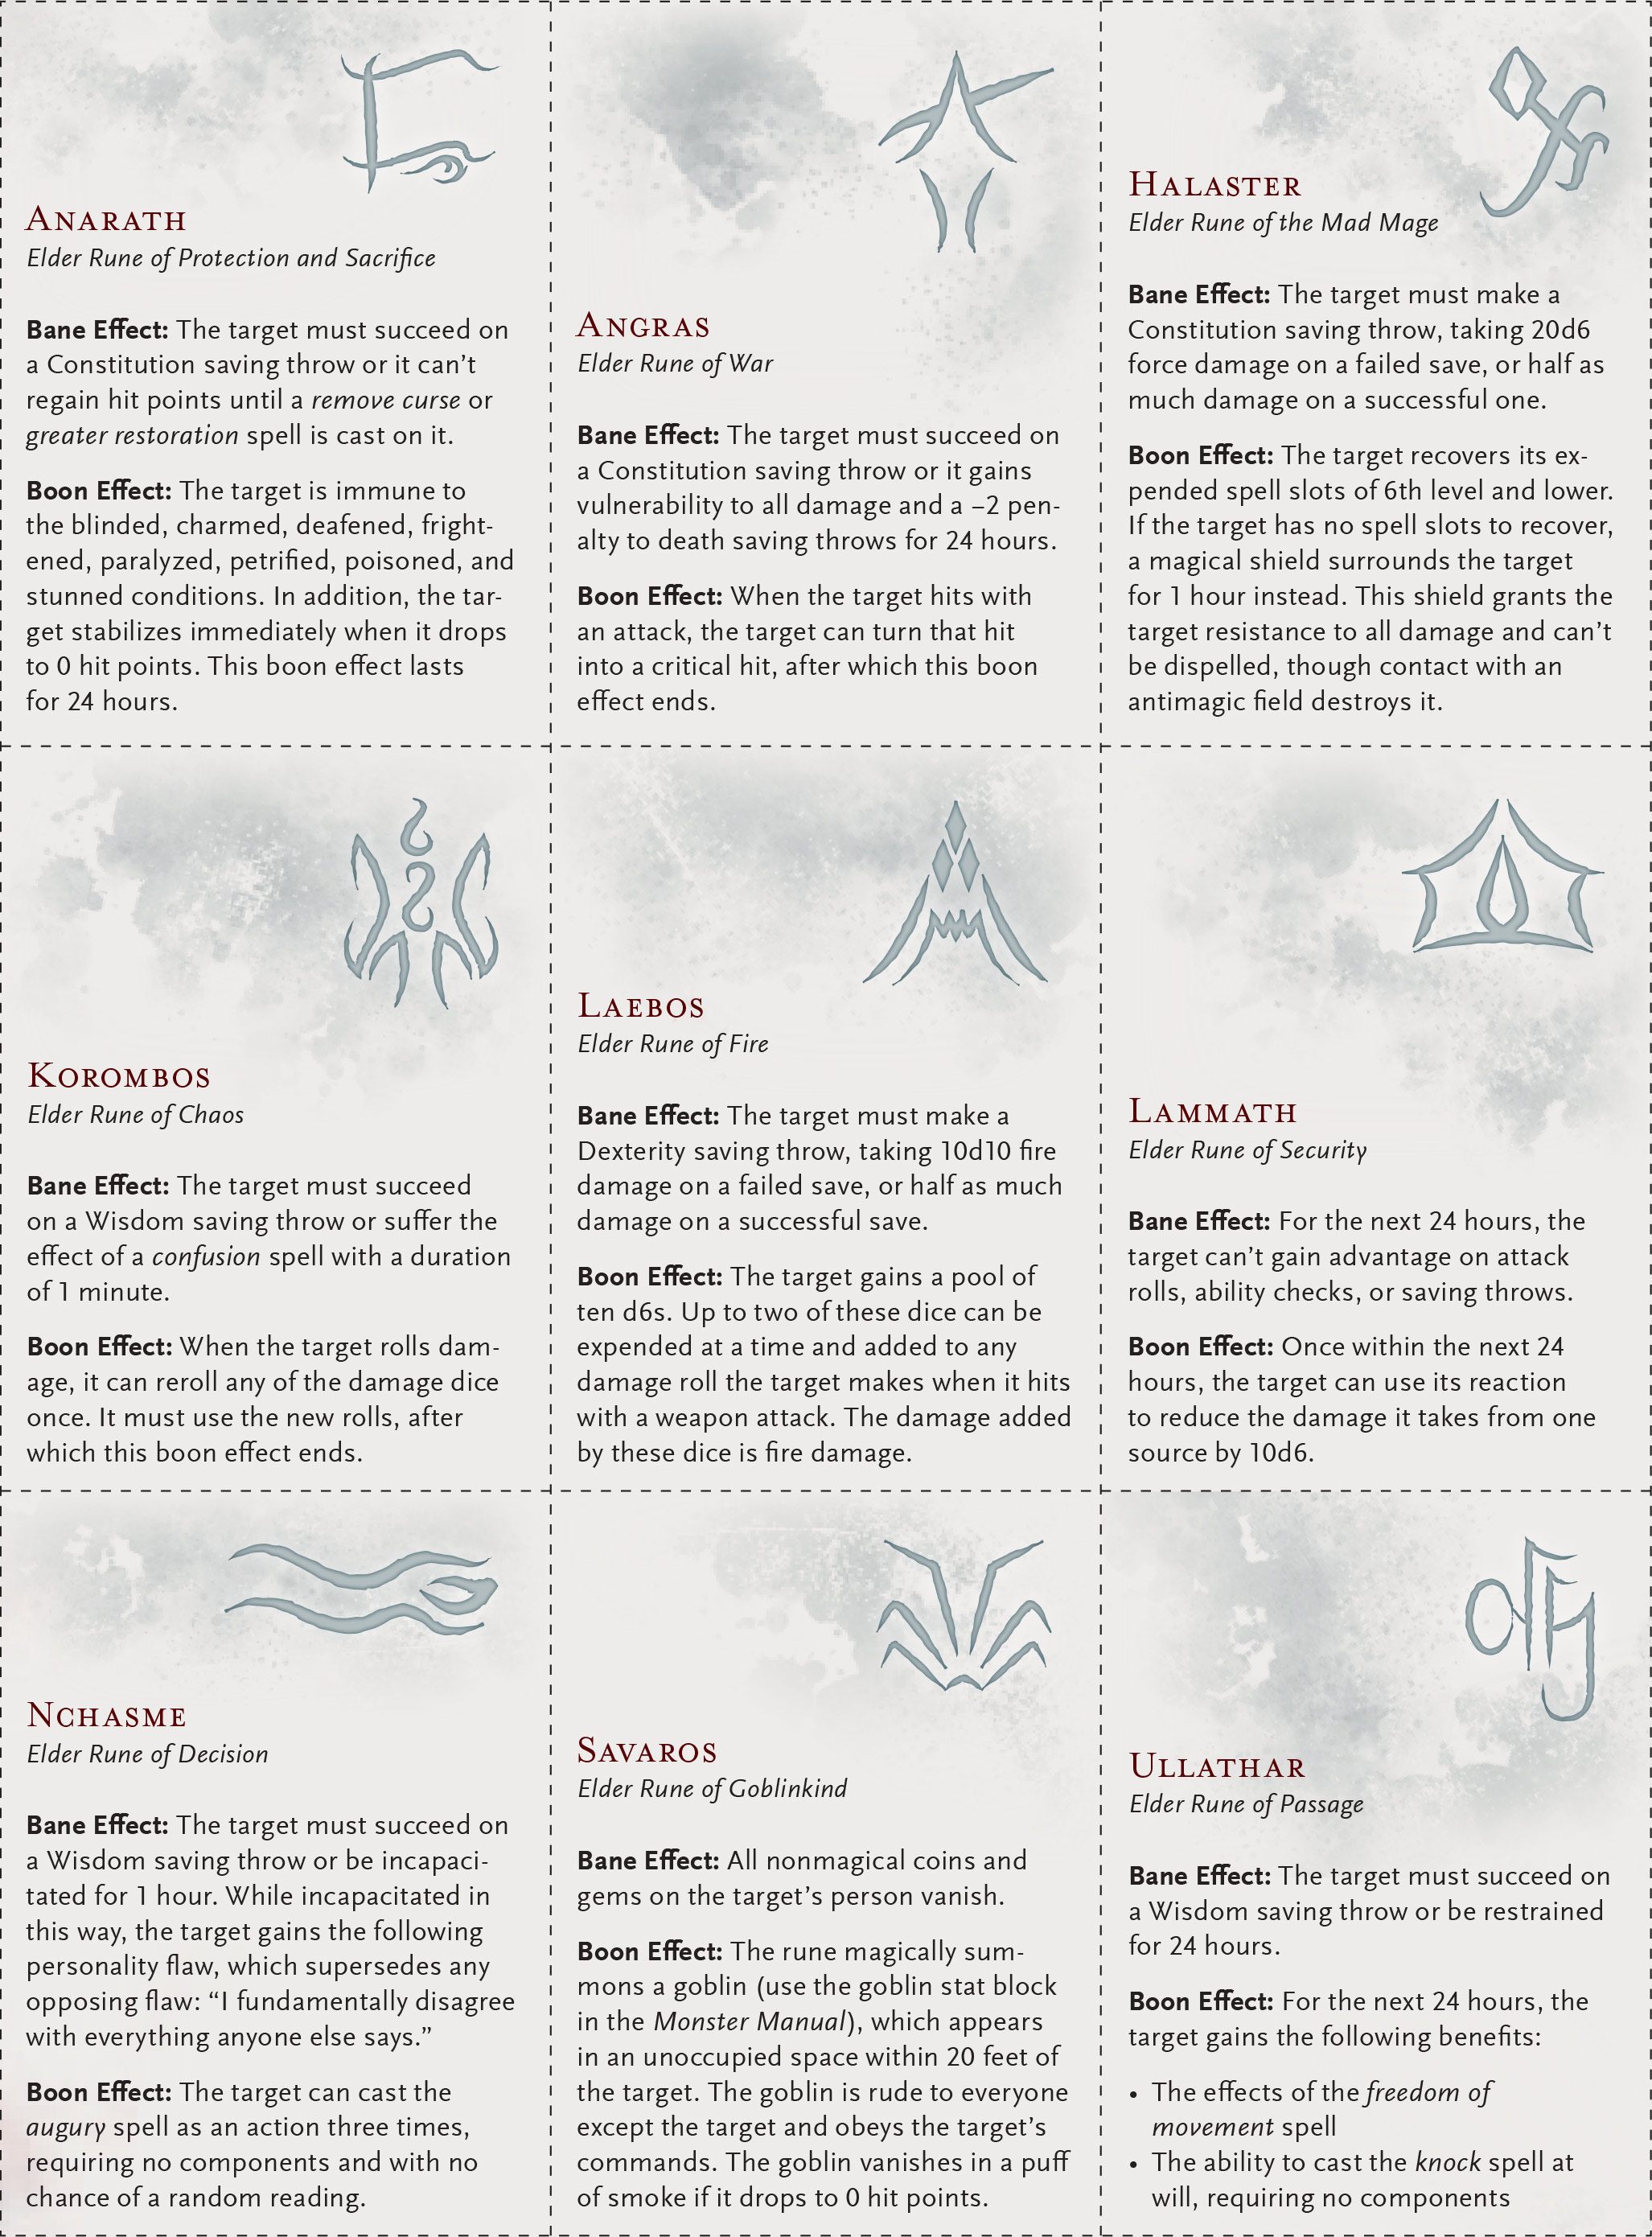 Anarath
Elder Rune of Protection and Sacrifice
Bane Effect: The target must succeed on
a Constitution saving throw or it can’t
regain hit points until a remove curse or
greater restoration spell is cast on it.
Boon Effect: The target is immune to
the blinded, charmed, deafened, fright-
ened, paralyzed, petrified, poisoned, and
stunned conditions. In addition, the tar-
get stabilizes immediately when it drops
to 0 hit points. This boon effect lasts
for 24 hours.
Angras
Elder Rune of War
Bane Effect: The target must succeed on
a Constitution saving throw or it gains
vulnerability to all damage and a –2 pen-
alty to death saving throws for 24 hours.
Boon Effect: When the target hits with
an attack, the target can turn that hit
into a critical hit, after which this boon
effect ends.
Halaster
Elder Rune of the Mad Mage
Bane Effect: The target must make a
Constitution saving throw, taking 20d6
force damage on a failed save, or half as
much damage on a successful one.
Boon Effect: The target recovers its ex-
pended spell slots of 6th level and lower.
If the target has no spell slots to recover,
a magical shield surrounds the target
for 1 hour instead. This shield grants the
target resistance to all damage and can’t
be dispelled, though contact with an
antimagic field destroys it.
Korombos
Elder Rune of Chaos
Bane Effect: The target must succeed
on a Wisdom saving throw or suffer the
effect of a confusion spell with a duration
of 1 minute.
Boon Effect: When the target rolls dam-
age, it can reroll any of the damage dice
once. It must use the new rolls, after
which this boon effect ends.
Laebos
Elder Rune of Fire
Bane Effect: The target must make a
Dexterity saving throw, taking 10d10 fire
damage on a failed save, or half as much
damage on a successful save.
Boon Effect: The target gains a pool of
ten d6s. Up to two of these dice can be
expended at a time and added to any
damage roll the target makes when it hits
with a weapon attack. The damage added
by these dice is fire damage.
Lammath
Elder Rune of Security
Bane Effect: For the next 24 hours, the
target can’t gain advantage on attack
rolls, ability checks, or saving throws.
Boon Effect: Once within the next 24
hours, the target can use its reaction
to reduce the damage it takes from one
source by 10d6.
Nchasme
Elder Rune of Decision
Bane Effect: The target must succeed on
a Wisdom saving throw or be incapaci-
tated for 1 hour. While incapacitated in
this way, the target gains the following
personality flaw, which supersedes any
opposing flaw: “I fundamentally disagree
with everything anyone else says.”
Boon Effect: The target can cast the
augury spell as an action three times,
requiring no components and with no
chance of a random reading.
Savaros
Elder Rune of Goblinkind
Bane Effect: All nonmagical coins and
gems on the target’s person vanish.
Boon Effect: The rune magically sum-
mons a goblin (use the goblin stat block
in the Monster Manual), which appears
in an unoccupied space within 20 feet of
the target. The goblin is rude to everyone
except the target and obeys the target’s
commands. The goblin vanishes in a puff
of smoke if it drops to 0 hit points.
Ullathar
Elder Rune of Passage
Bane Effect: The target must succeed on
a Wisdom saving throw or be restrained
for 24 hours.
Boon Effect: For the next 24 hours, the
target gains the following benefits:
• The effects of the freedom of
movement spell
• The ability to cast the knock spell at
will, requiring no components